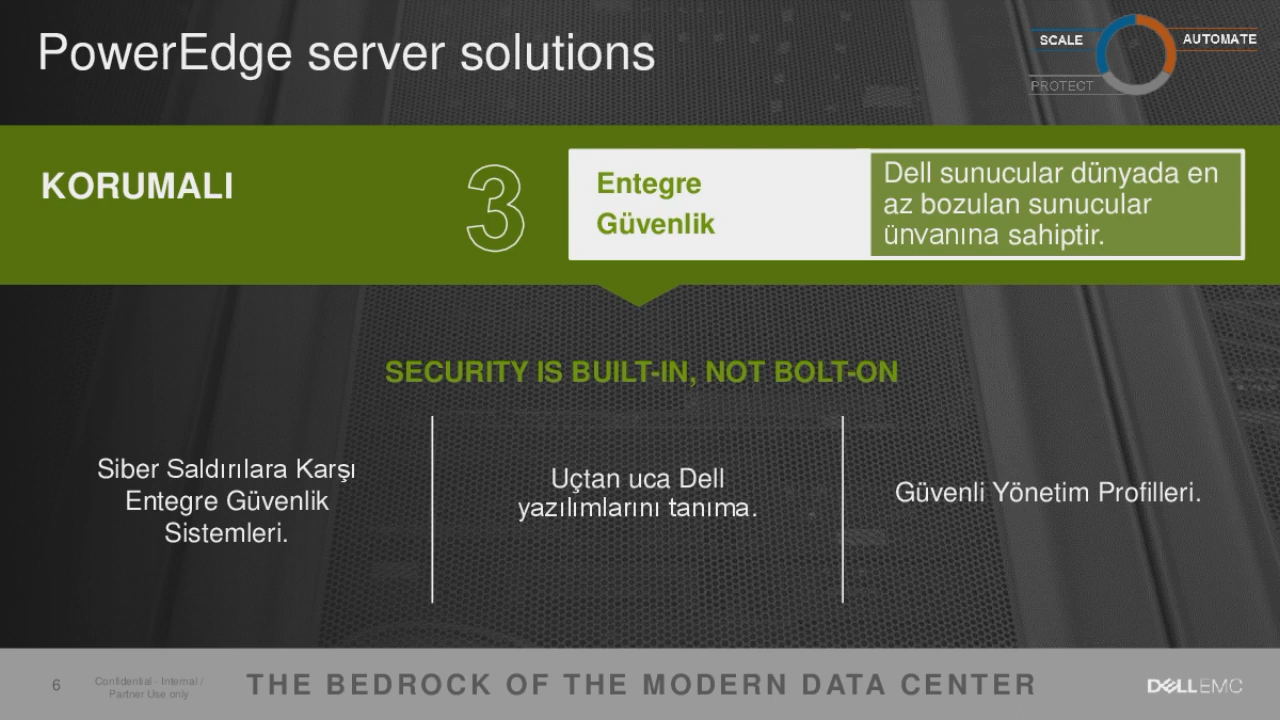 PowerEdge server solutions
SCALE
AUTOMATE
PROTECT
KORUMALI
3
Entegre
Güvenlik
Dell sunucular dünyada en
az bozulan sunucular
ünvanına sahiptir.
SECURITY IS BUILT-IN, NOT BOLT-ON
Siber Saldırılara Karşı
Entegre Güvenlik
Sistemleri.
Uçtan uca Dell
yazılımlarını tanıma.
Güvenli Yönetim Profilleri.
6
Confidential - Internal /
Partner Use only
THE BEDROCK OF THE MODERN DATA CENTER
DELL EMC